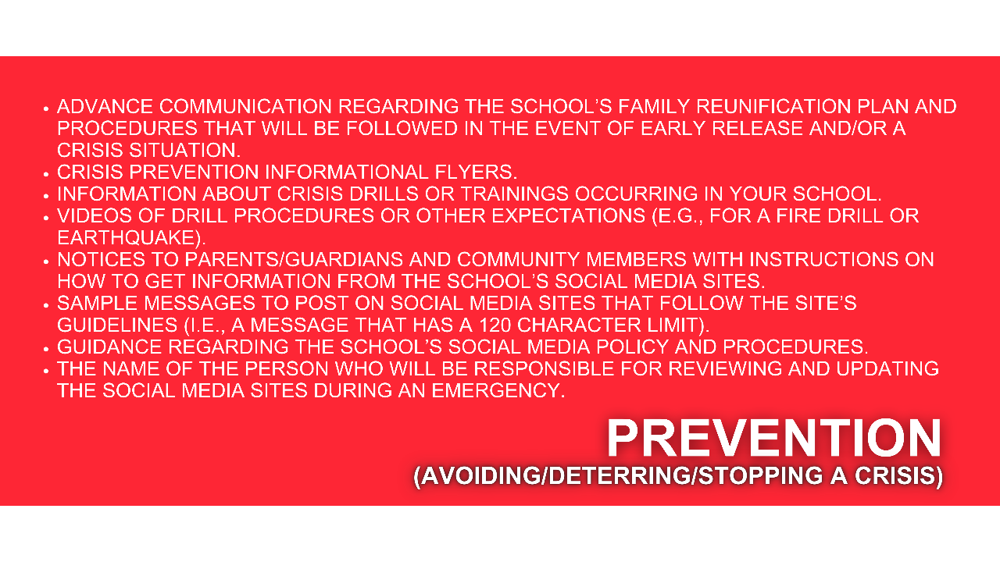 • ADVANCE COMMUNICATION REGARDING THE SCHOOL’S FAMILY REUNIFICATION PLAN AND
PROCEDURES THAT WILL BE FOLLOWED IN THE EVENT OF EARLY RELEASE AND/OR A
CRISIS SITUATION.
• CRISIS PREVENTION INFORMATIONAL FLYERS.
• INFORMATION ABOUT CRISIS DRILLS OR TRAININGS OCCURRING IN YOUR SCHOOL.
• VIDEOS OF DRILL PROCEDURES OR OTHER EXPECTATIONS (E.G., FOR A FIRE DRILL OR
EARTHQUAKE).
• NOTICES TO PARENTS/GUARDIANS AND COMMUNITY MEMBERS WITH INSTRUCTIONS ON
HOW TO GET INFORMATION FROM THE SCHOOL’S SOCIAL MEDIA SITES.
• SAMPLE MESSAGES TO POST ON SOCIAL MEDIA SITES THAT FOLLOW THE SITE’S
GUIDELINES (I.E., A MESSAGE THAT HAS A 120 CHARACTER LIMIT).
• GUIDANCE REGARDING THE SCHOOL’S SOCIAL MEDIA POLICY AND PROCEDURES.
• THE NAME OF THE PERSON WHO WILL BE RESPONSIBLE FOR REVIEWING AND UPDATING
THE SOCIAL MEDIA SITES DURING AN EMERGENCY.
PREVENTION
(AVOIDING/DETERRING/STOPPING A CRISIS)